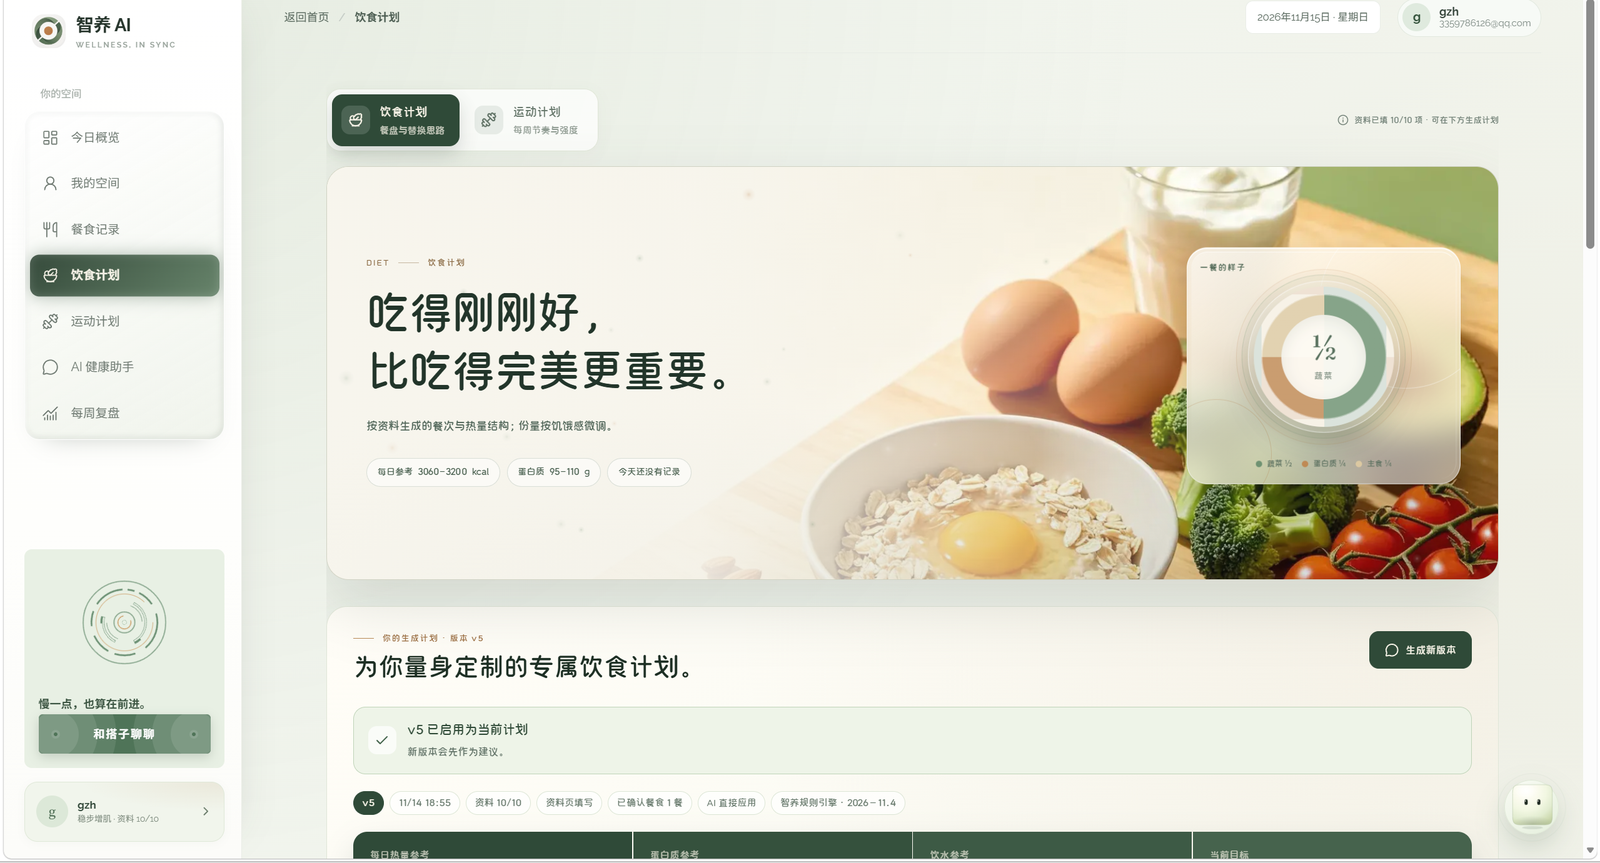 智养 AI
WELLNESS, IN SYNC
你的空间
今日概览
我的空间
餐食记录
饮食计划
运动计划
AI 健康助手
每周复盘
慢一点，也算在前进。
和搭子聊聊
g
gzh
稳步增肌 · 资料 10/10
返回首页 / 饮食计划
2026年11月15日 · 星期日
g
gzh
3359786126@qq.com
饮食计划
餐盘与替换思路
运动计划
每周节奏与强度
资料已填 10/10 项 · 可在下方生成计划
DIET —— 饮食计划
吃得刚刚好，
比吃得完美更重要。
按资料生成的餐次与热量结构；份量按饥饿感微调。
每日参考 3060–3200 kcal
蛋白质 95–110 g
今天还没有记录
一餐的样子
1/2
蔬菜
蔬菜 ½
蛋白质 ¼
主食 ¼
你的生成计划 · 版本 v5
为你量身定制的专属饮食计划。
生成新版本
v5 已启用为当前计划
新版本会先作为建议。
v5
11/14 18:55
资料 10/10
资料页填写
已确认餐食 1 餐
AI 直接应用
智养规则引擎 · 2026-11.4
每日热量参考
蛋白质参考
饮水参考
当前目标